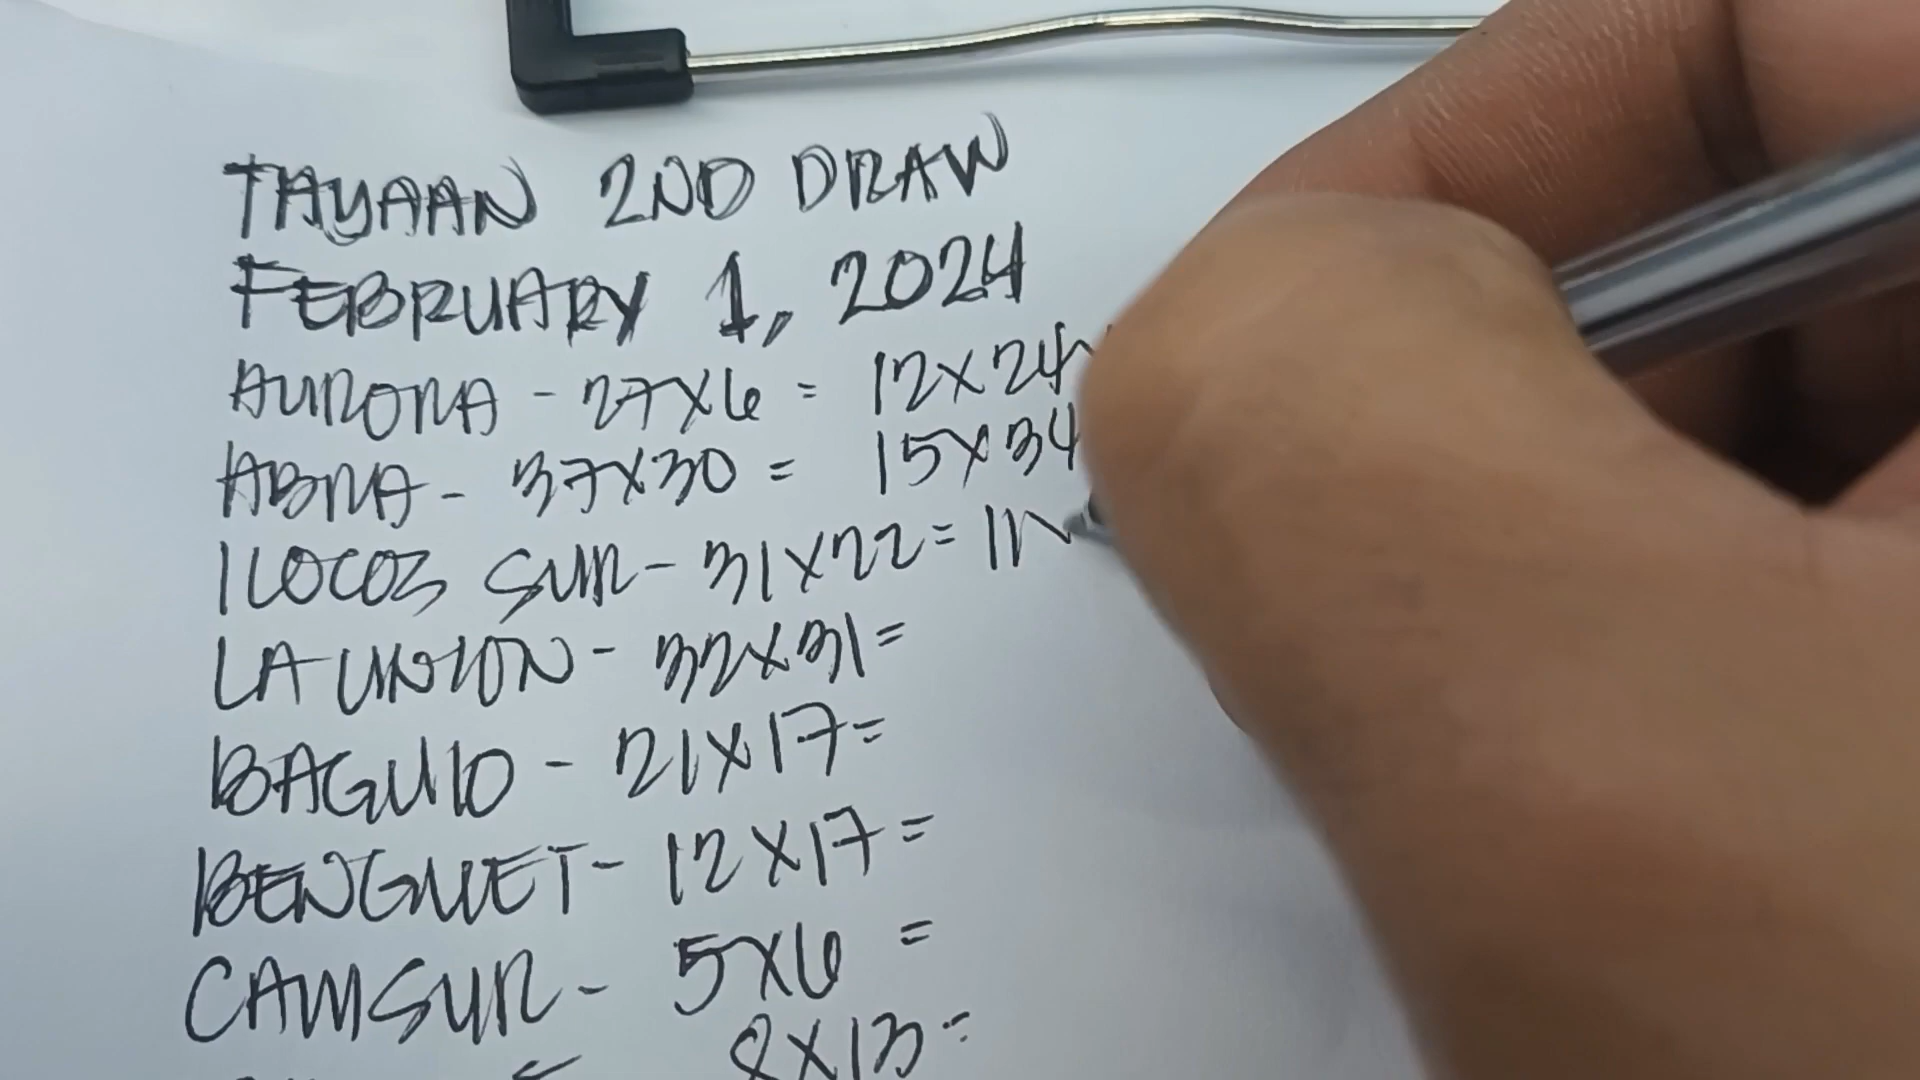 TAYAAN 2ND DRAW
FEBRUARY 1, 2024
AURORA - 27X6 = 12X24
ABRA - 37X30 = 15X34
ILOCOS SUR - 31X22 = 11
LA UNION - 32X31 =
BAGUIO - 21X17 =
BENGUET - 12X17 =
CAMSUR - 5X6 =
8X13 =